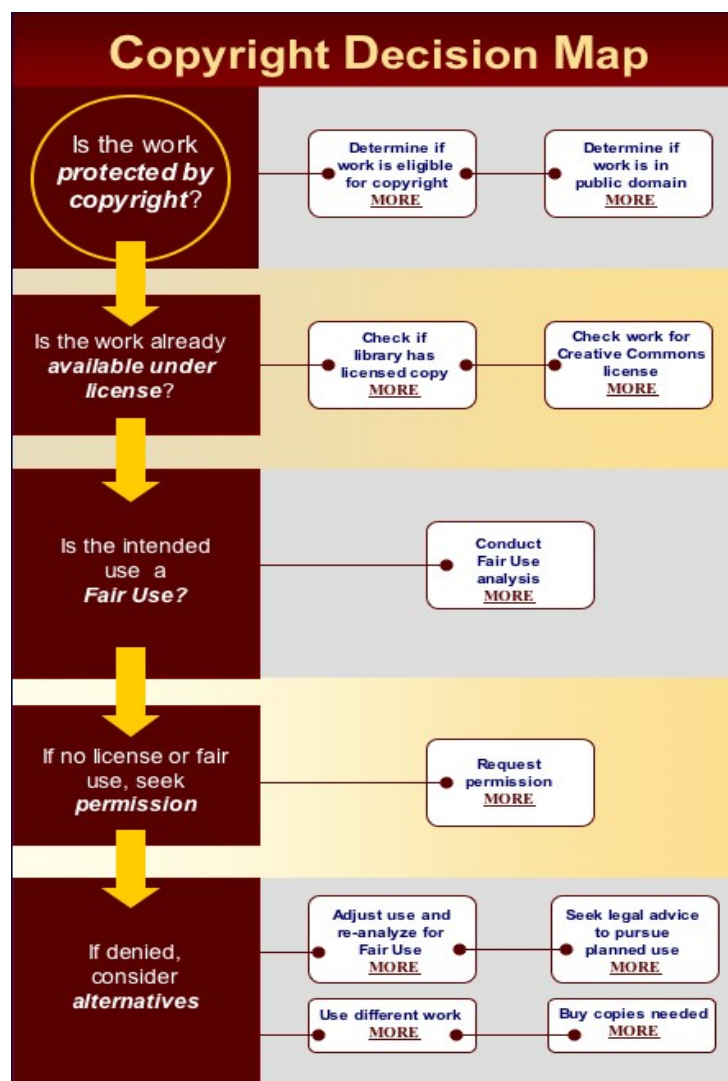 Copyright Decision Map
Is the work
protected by
copyright?
Determine if
work is eligible
for copyright
MORE
Determine if
work is in
public domain
MORE
Is the work already
available under
license?
Check if
library has
licensed copy
MORE
Check work for
Creative Commons
license
MORE
Is the intended
use a
Fair Use?
Conduct
Fair Use
analysis
MORE
If no license or fair
use, seek
permission
Request
permission
MORE
If denied,
consider
alternatives
Adjust use and
re-analyze for
Fair Use
MORE
Seek legal advice
to pursue
planned use
MORE
Use different work
MORE
Buy copies needed
MORE